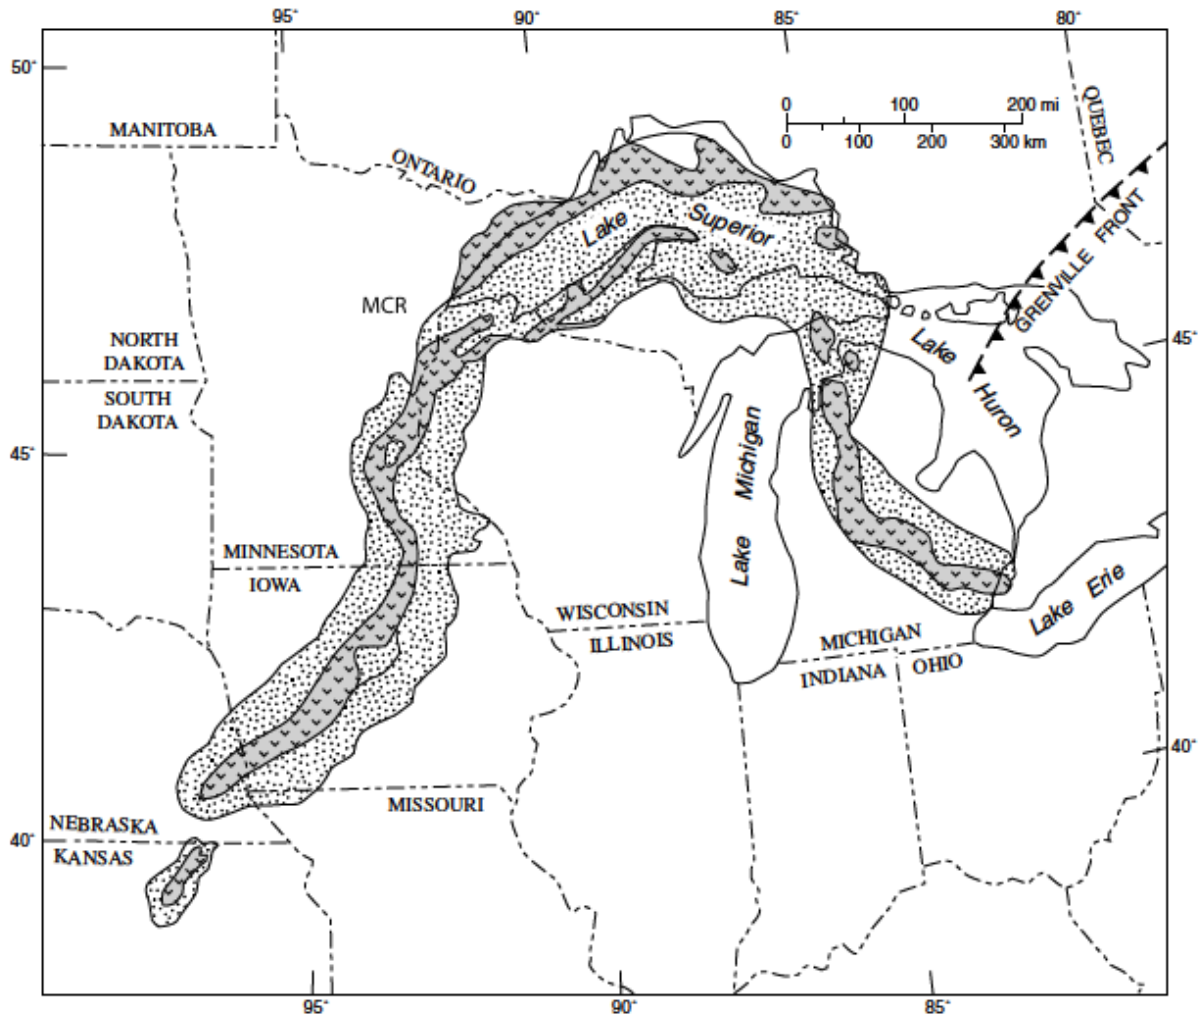 95°
90°
85°
80°
50°
0
100
200 mi
0
100
200
300 km
QUEBEC
MANITOBA
ONTARIO
Lake
Superior
GRENVILLE FRONT
MCR
NORTH
DAKOTA
SOUTH
DAKOTA
Lake
Huron
45°
45°
Lake Michigan
MINNESOTA
IOWA
WISCONSIN
ILLINOIS
MICHIGAN
INDIANA
OHIO
Lake Erie
40°
MISSOURI
NEBRASKA
KANSAS
40°
95°
90°
85°